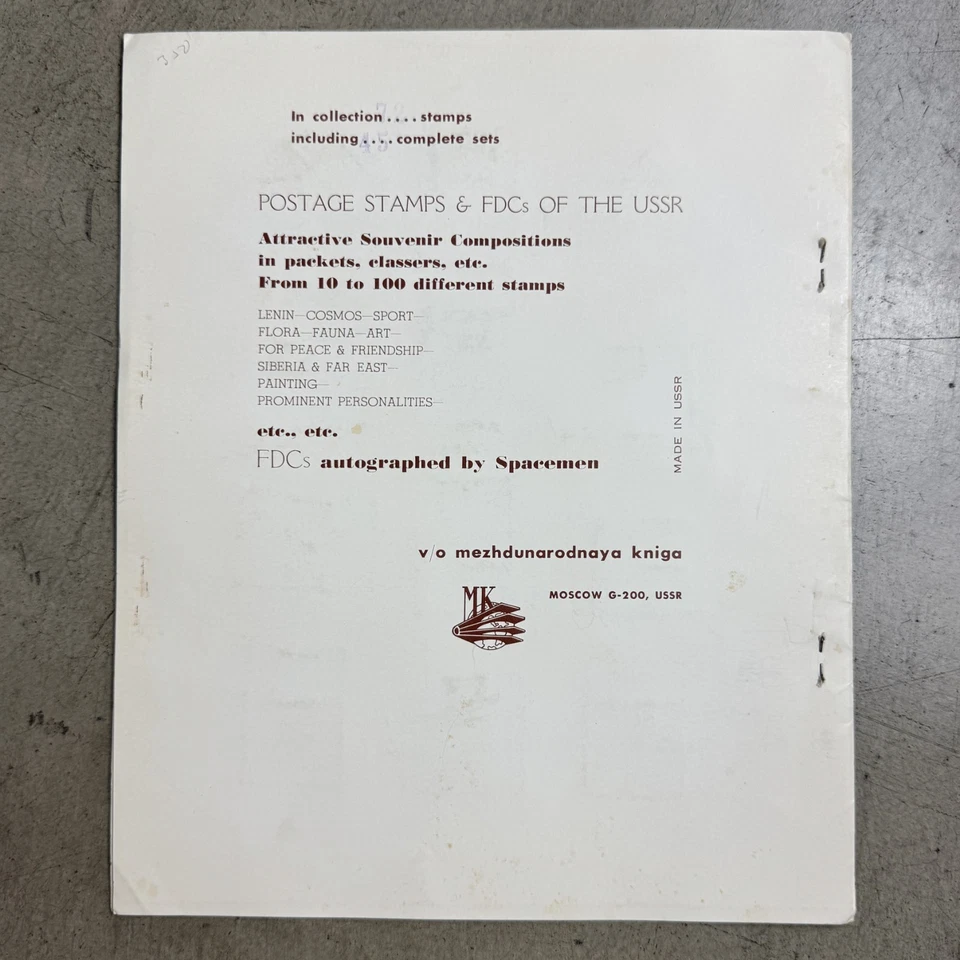 350
In collection....stamps
including....complete sets
POSTAGE STAMPS & FDCs OF THE USSR
Attractive Souvenir Compositions
in packets, classers, etc.
From 10 to 100 different stamps
LENIN—COSMOS—SPORT—
FLORA—FAUNA—ART—
FOR PEACE & FRIENDSHIP—
SIBERIA & FAR EAST—
PAINTING—
PROMINENT PERSONALITIES—
etc., etc.
FDCs autographed by Spacemen
MADE IN USSR
v/o mezhdunarodnaya kniga
MK
MOSCOW G-200, USSR